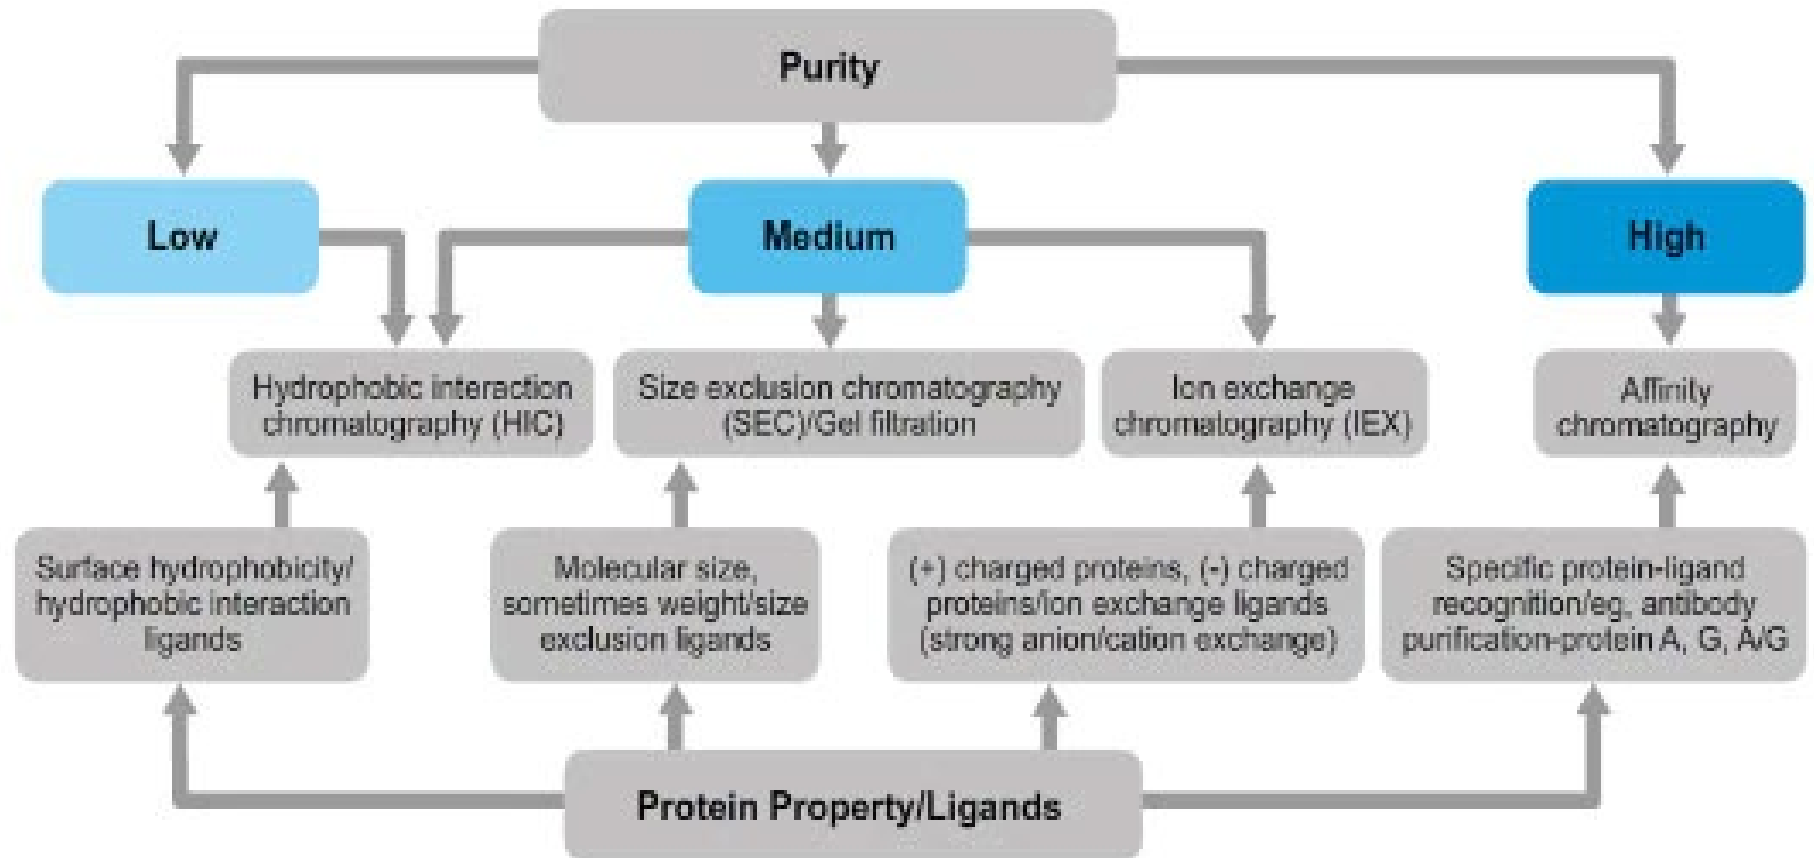 Purity
Low
Medium
High
Hydrophobic interaction
chromatography (HIC)
Size exclusion chromatography
(SEC)/Gel filtration
Ion exchange
chromatography (IEX)
Affinity
chromatography
Surface hydrophobicity/
hydrophobic interaction
ligands
Molecular size,
sometimes weight/size
exclusion ligands
(+) charged proteins, (-) charged
proteins/ion exchange ligands
(strong anion/cation exchange)
Specific protein-ligand
recognition/eg, antibody
purification-protein A, G, A/G
Protein Property/Ligands